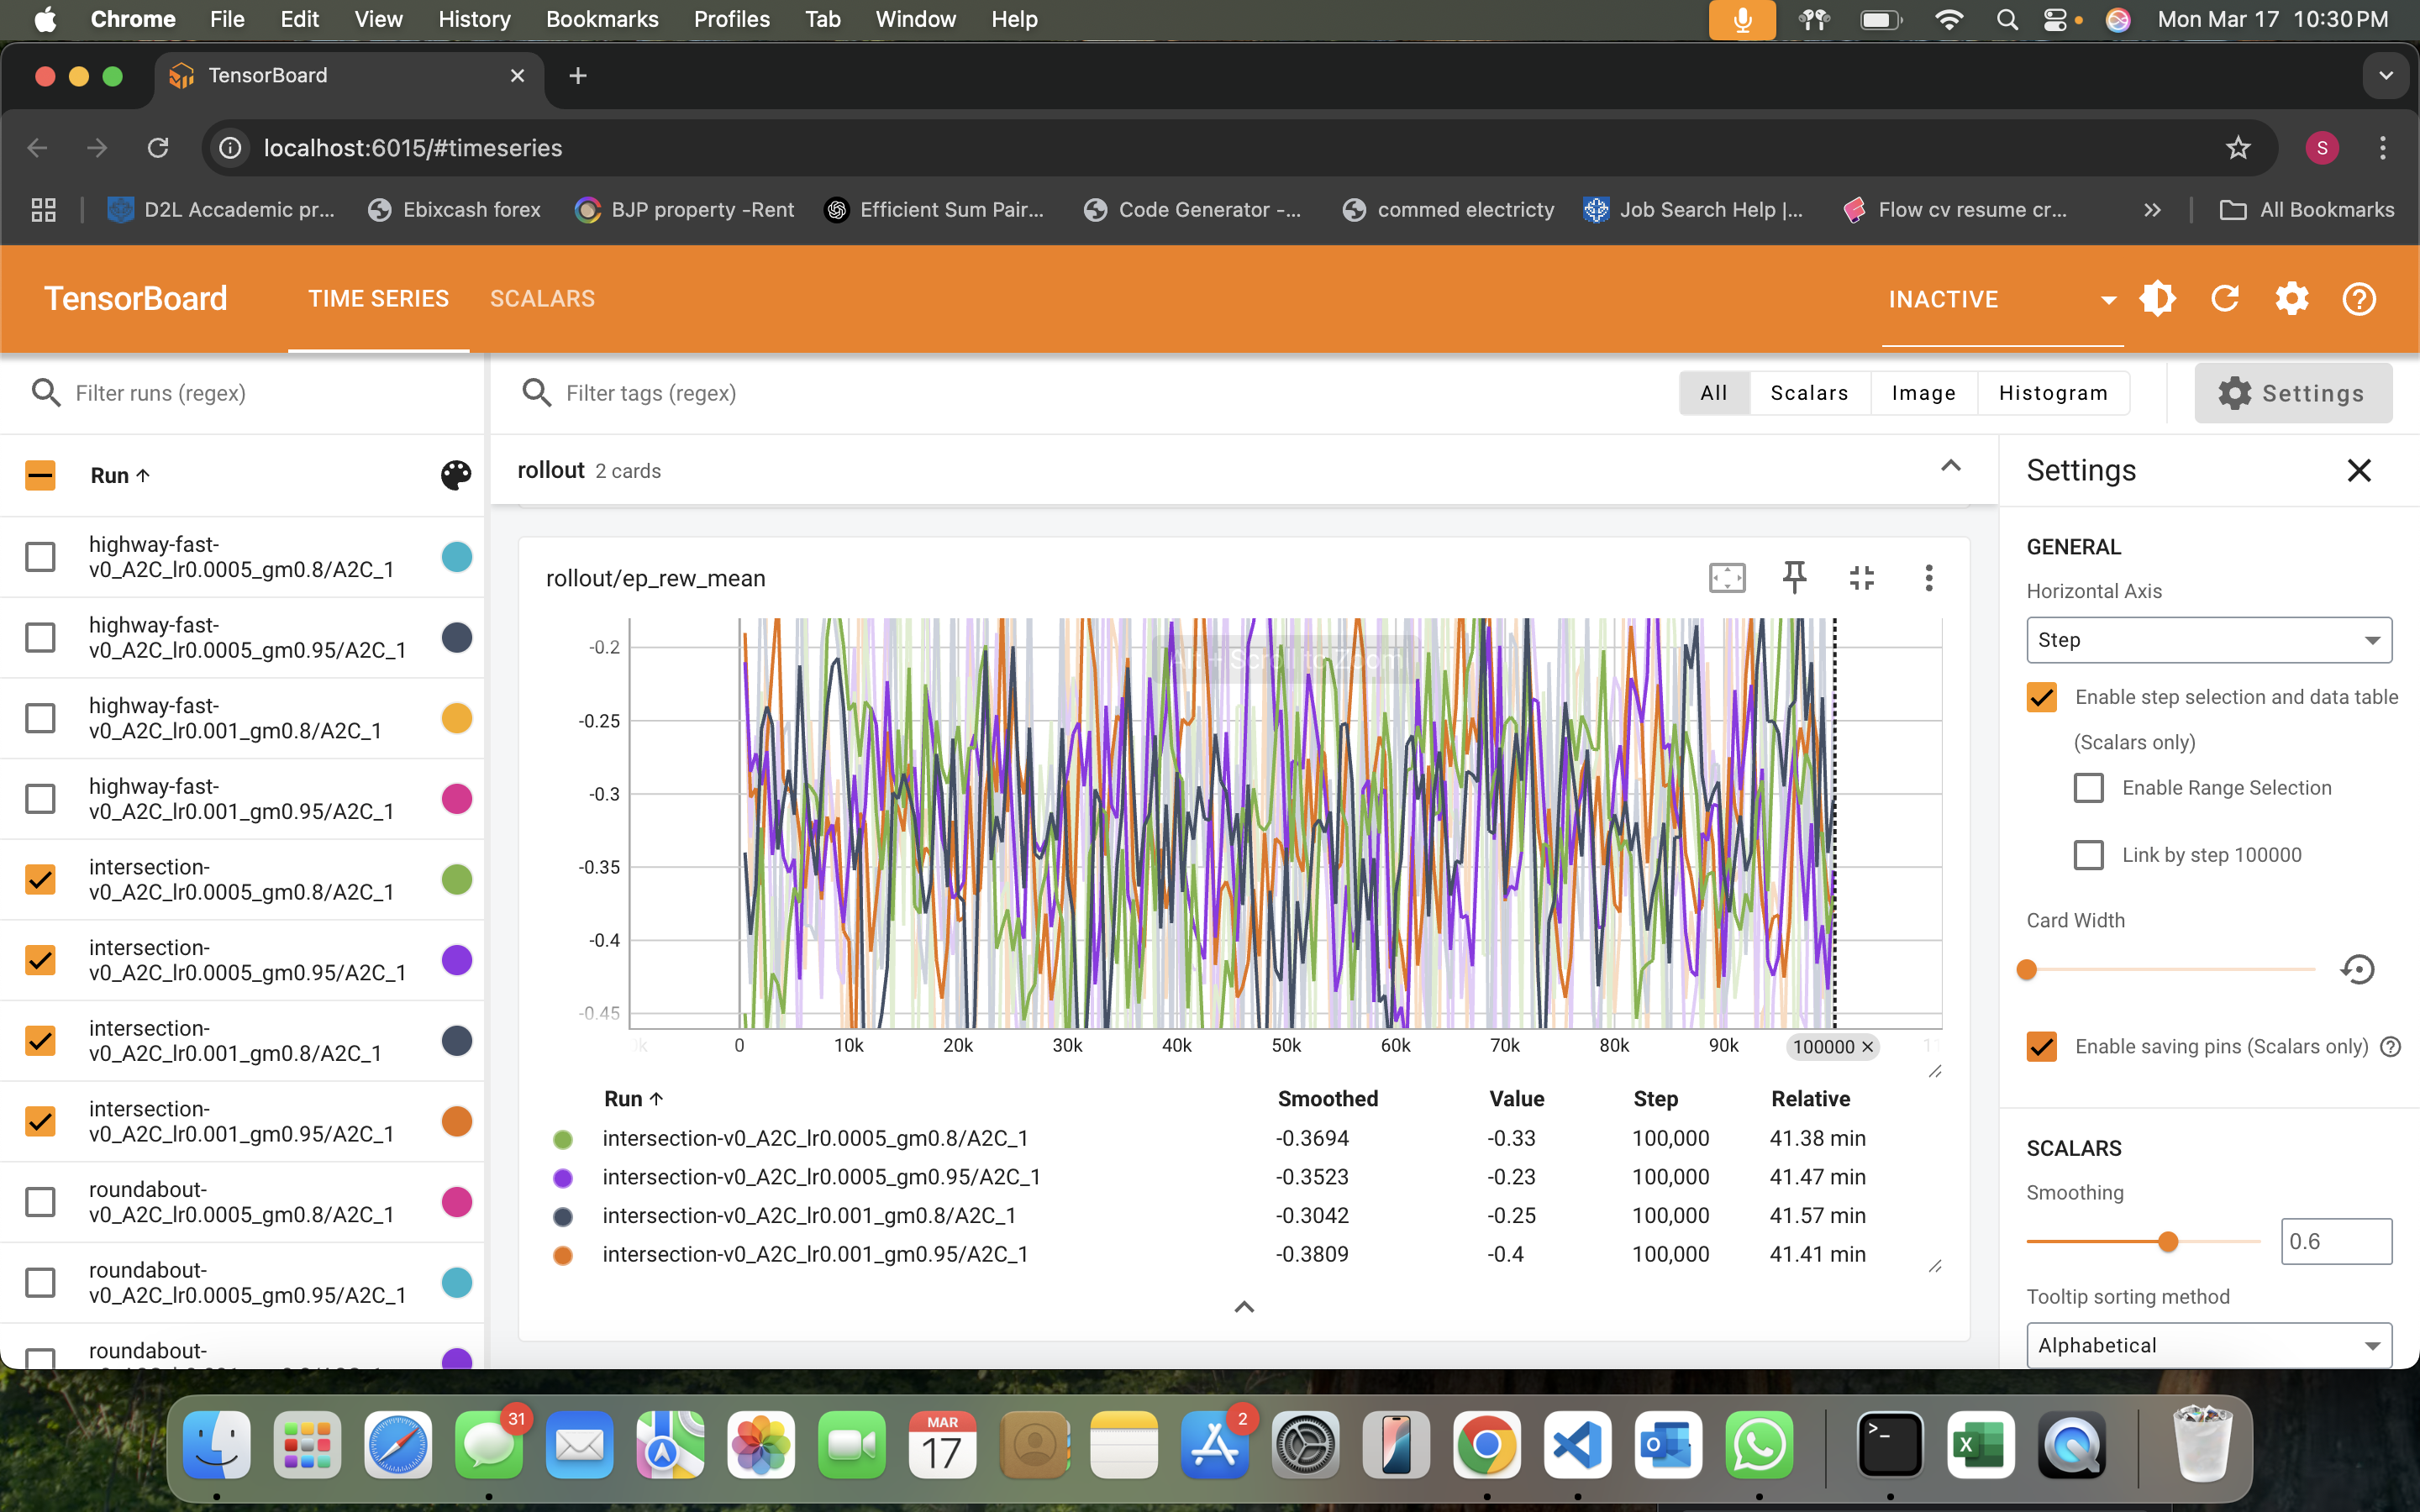 Chrome File Edit View History Bookmarks Profiles Tab Window Help Mon Mar 17 10:30 PM
TensorBoard
localhost:6015/#timeseries
S
D2L Accademic pr... Ebixcash forex BJP property -Rent Efficient Sum Pair... Code Generator -... commed electricty Job Search Help |... Flow cv resume cr... All Bookmarks
TensorBoard TIME SERIES SCALARS INACTIVE
Filter runs (regex)
Run
highway-fast-
v0_A2C_lr0.0005_gm0.8/A2C_1
highway-fast-
v0_A2C_lr0.0005_gm0.95/A2C_1
highway-fast-
v0_A2C_lr0.001_gm0.8/A2C_1
highway-fast-
v0_A2C_lr0.001_gm0.95/A2C_1
intersection-
v0_A2C_lr0.0005_gm0.8/A2C_1
intersection-
v0_A2C_lr0.0005_gm0.95/A2C_1
intersection-
v0_A2C_lr0.001_gm0.8/A2C_1
intersection-
v0_A2C_lr0.001_gm0.95/A2C_1
roundabout-
v0_A2C_lr0.0005_gm0.8/A2C_1
roundabout-
v0_A2C_lr0.0005_gm0.95/A2C_1
roundabout-
Filter tags (regex)
All Scalars Image Histogram
Settings
rollout 2 cards
rollout/ep_rew_mean
Alt + Scroll to Zoom
-0.2
-0.25
-0.3
-0.35
-0.4
-0.45
0 10k 20k 30k 40k 50k 60k 70k 80k 90k 100000
Run Smoothed Value Step Relative
intersection-v0_A2C_lr0.0005_gm0.8/A2C_1 -0.3694 -0.33 100,000 41.38 min
intersection-v0_A2C_lr0.0005_gm0.95/A2C_1 -0.3523 -0.23 100,000 41.47 min
intersection-v0_A2C_lr0.001_gm0.8/A2C_1 -0.3042 -0.25 100,000 41.57 min
intersection-v0_A2C_lr0.001_gm0.95/A2C_1 -0.3809 -0.4 100,000 41.41 min
Settings
GENERAL
Horizontal Axis
Step
Enable step selection and data table
(Scalars only)
Enable Range Selection
Link by step 100000
Card Width
Enable saving pins (Scalars only)
SCALARS
Smoothing
0.6
Tooltip sorting method
Alphabetical
31
MAR
17
2